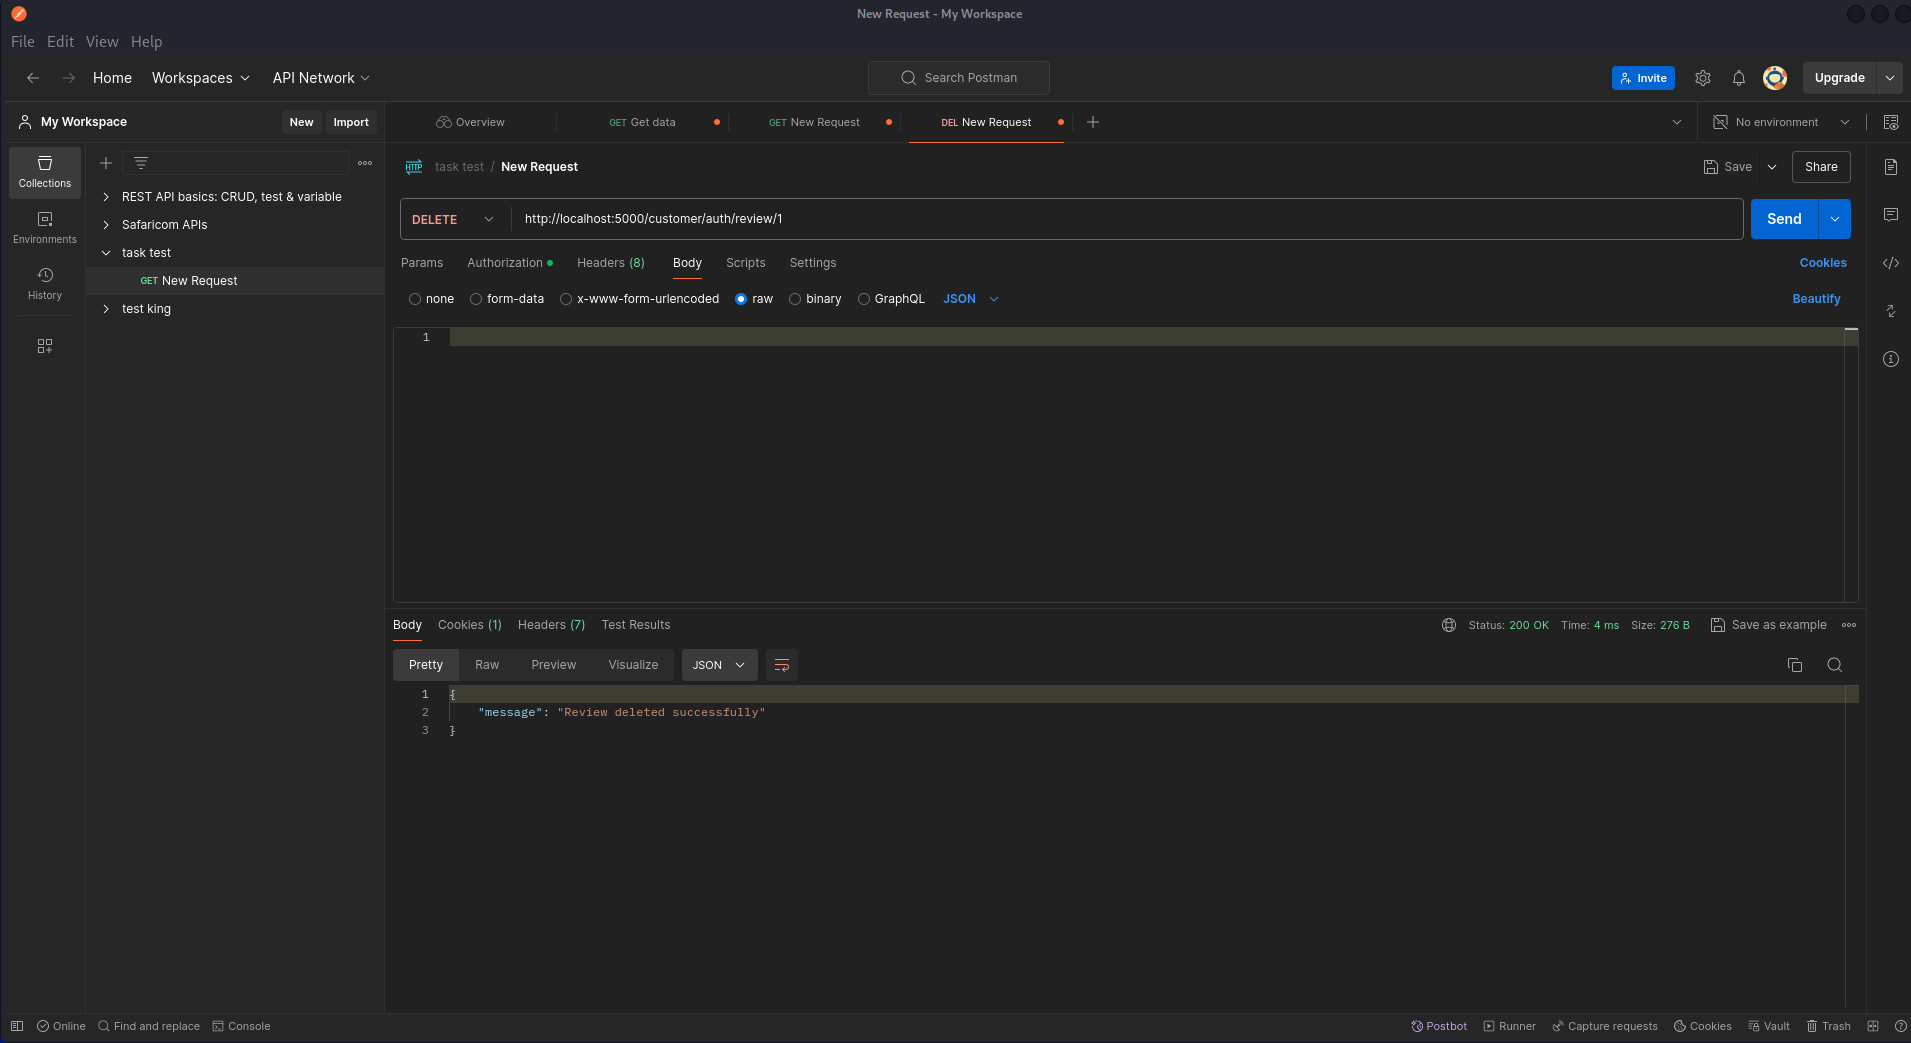 New Request - My Workspace
File Edit View Help
Home Workspaces API Network Search Postman Invite Upgrade
My Workspace New Import Overview GET Get data GET New Request DEL New Request No environment
Collections
Environments
History
REST API basics: CRUD, test & variable
Safaricom APIs
task test
GET New Request
test king
HTTP task test / New Request Save Share
DELETE http://localhost:5000/customer/auth/review/1 Send
Params Authorization Headers (8) Body Scripts Settings Cookies
none form-data x-www-form-urlencoded raw binary GraphQL JSON Beautify
1
Body Cookies (1) Headers (7) Test Results Status: 200 OK Time: 4 ms Size: 276 B Save as example
Pretty Raw Preview Visualize JSON
1 {
2 "message": "Review deleted successfully"
3 }
Online Find and replace Console Postbot Runner Capture requests Cookies Vault Trash